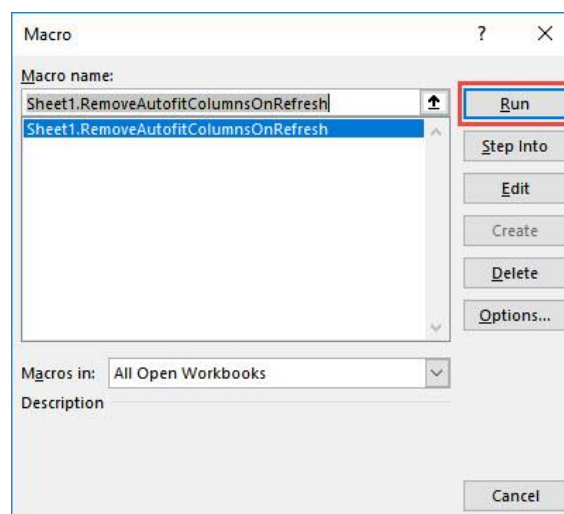 Macro ? X
Macro name:
Sheet1.RemoveAutofitColumnsOnRefresh
Run
Sheet1.RemoveAutofitColumnsOnRefresh
Step Into
Edit
Create
Delete
Options...
Macros in: All Open Workbooks
Description
Cancel